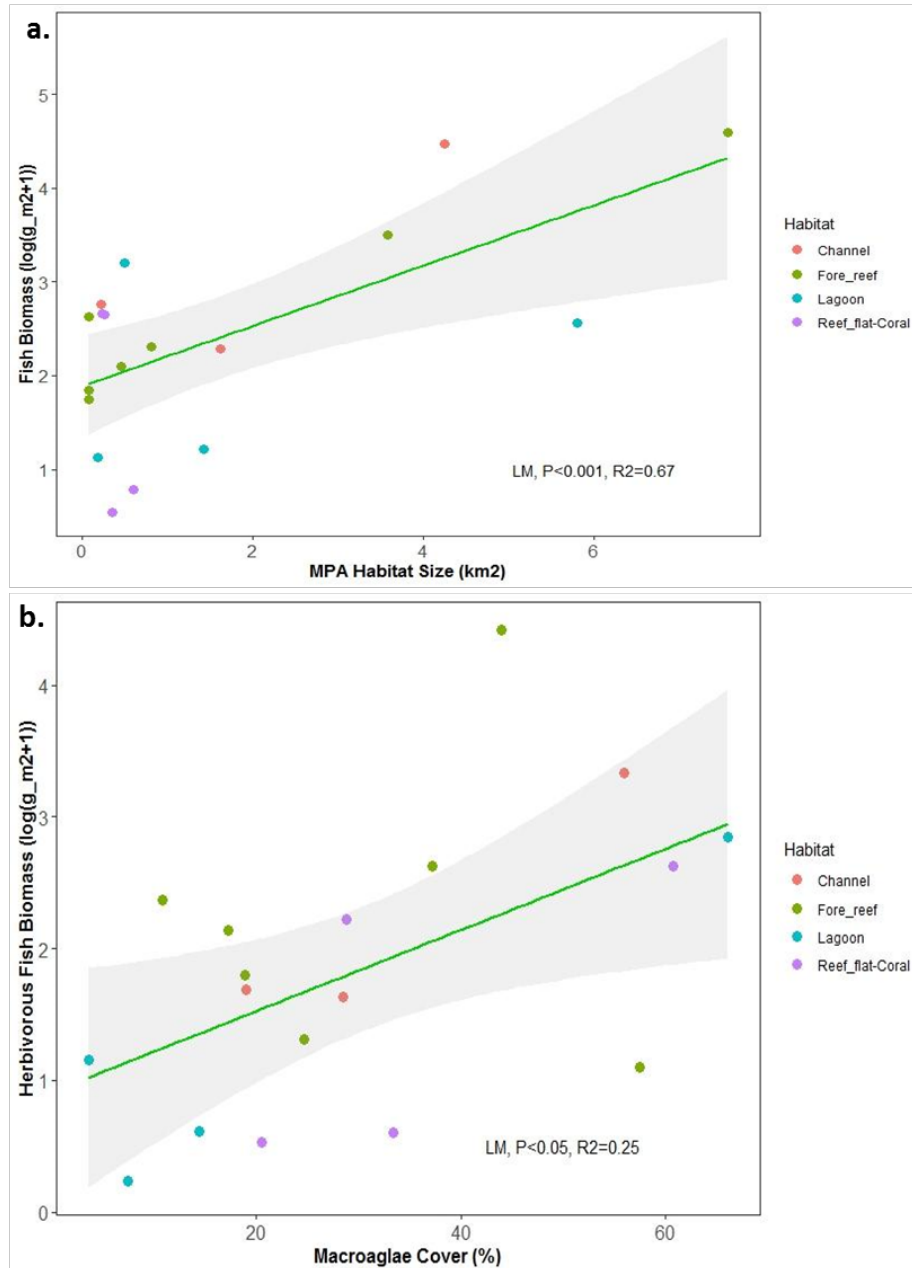 a.
Fish Biomass (log(g_m2+1))
5
4
3
2
1
0
2
4
6
MPA Habitat Size (km2)
LM, P<0.001, R2=0.67
Habitat
Channel
Fore_reef
Lagoon
Reef_flat-Coral
b.
Herbivorous Fish Biomass (log(g_m2+1))
4
3
2
1
0
20
40
60
Macroaglae Cover (%)
LM, P<0.05, R2=0.25
Habitat
Channel
Fore_reef
Lagoon
Reef_flat-Coral